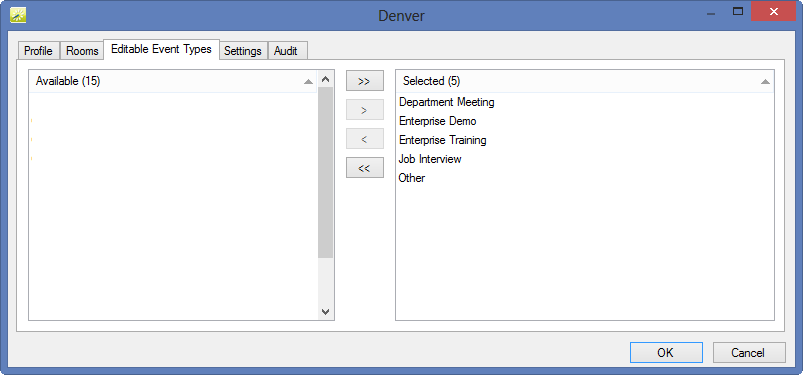 Denver
Profile Rooms Editable Event Types Settings Audit
Available (15)
>>
>
<
<<
Selected (5)
Department Meeting
Enterprise Demo
Enterprise Training
Job Interview
Other
OK Cancel